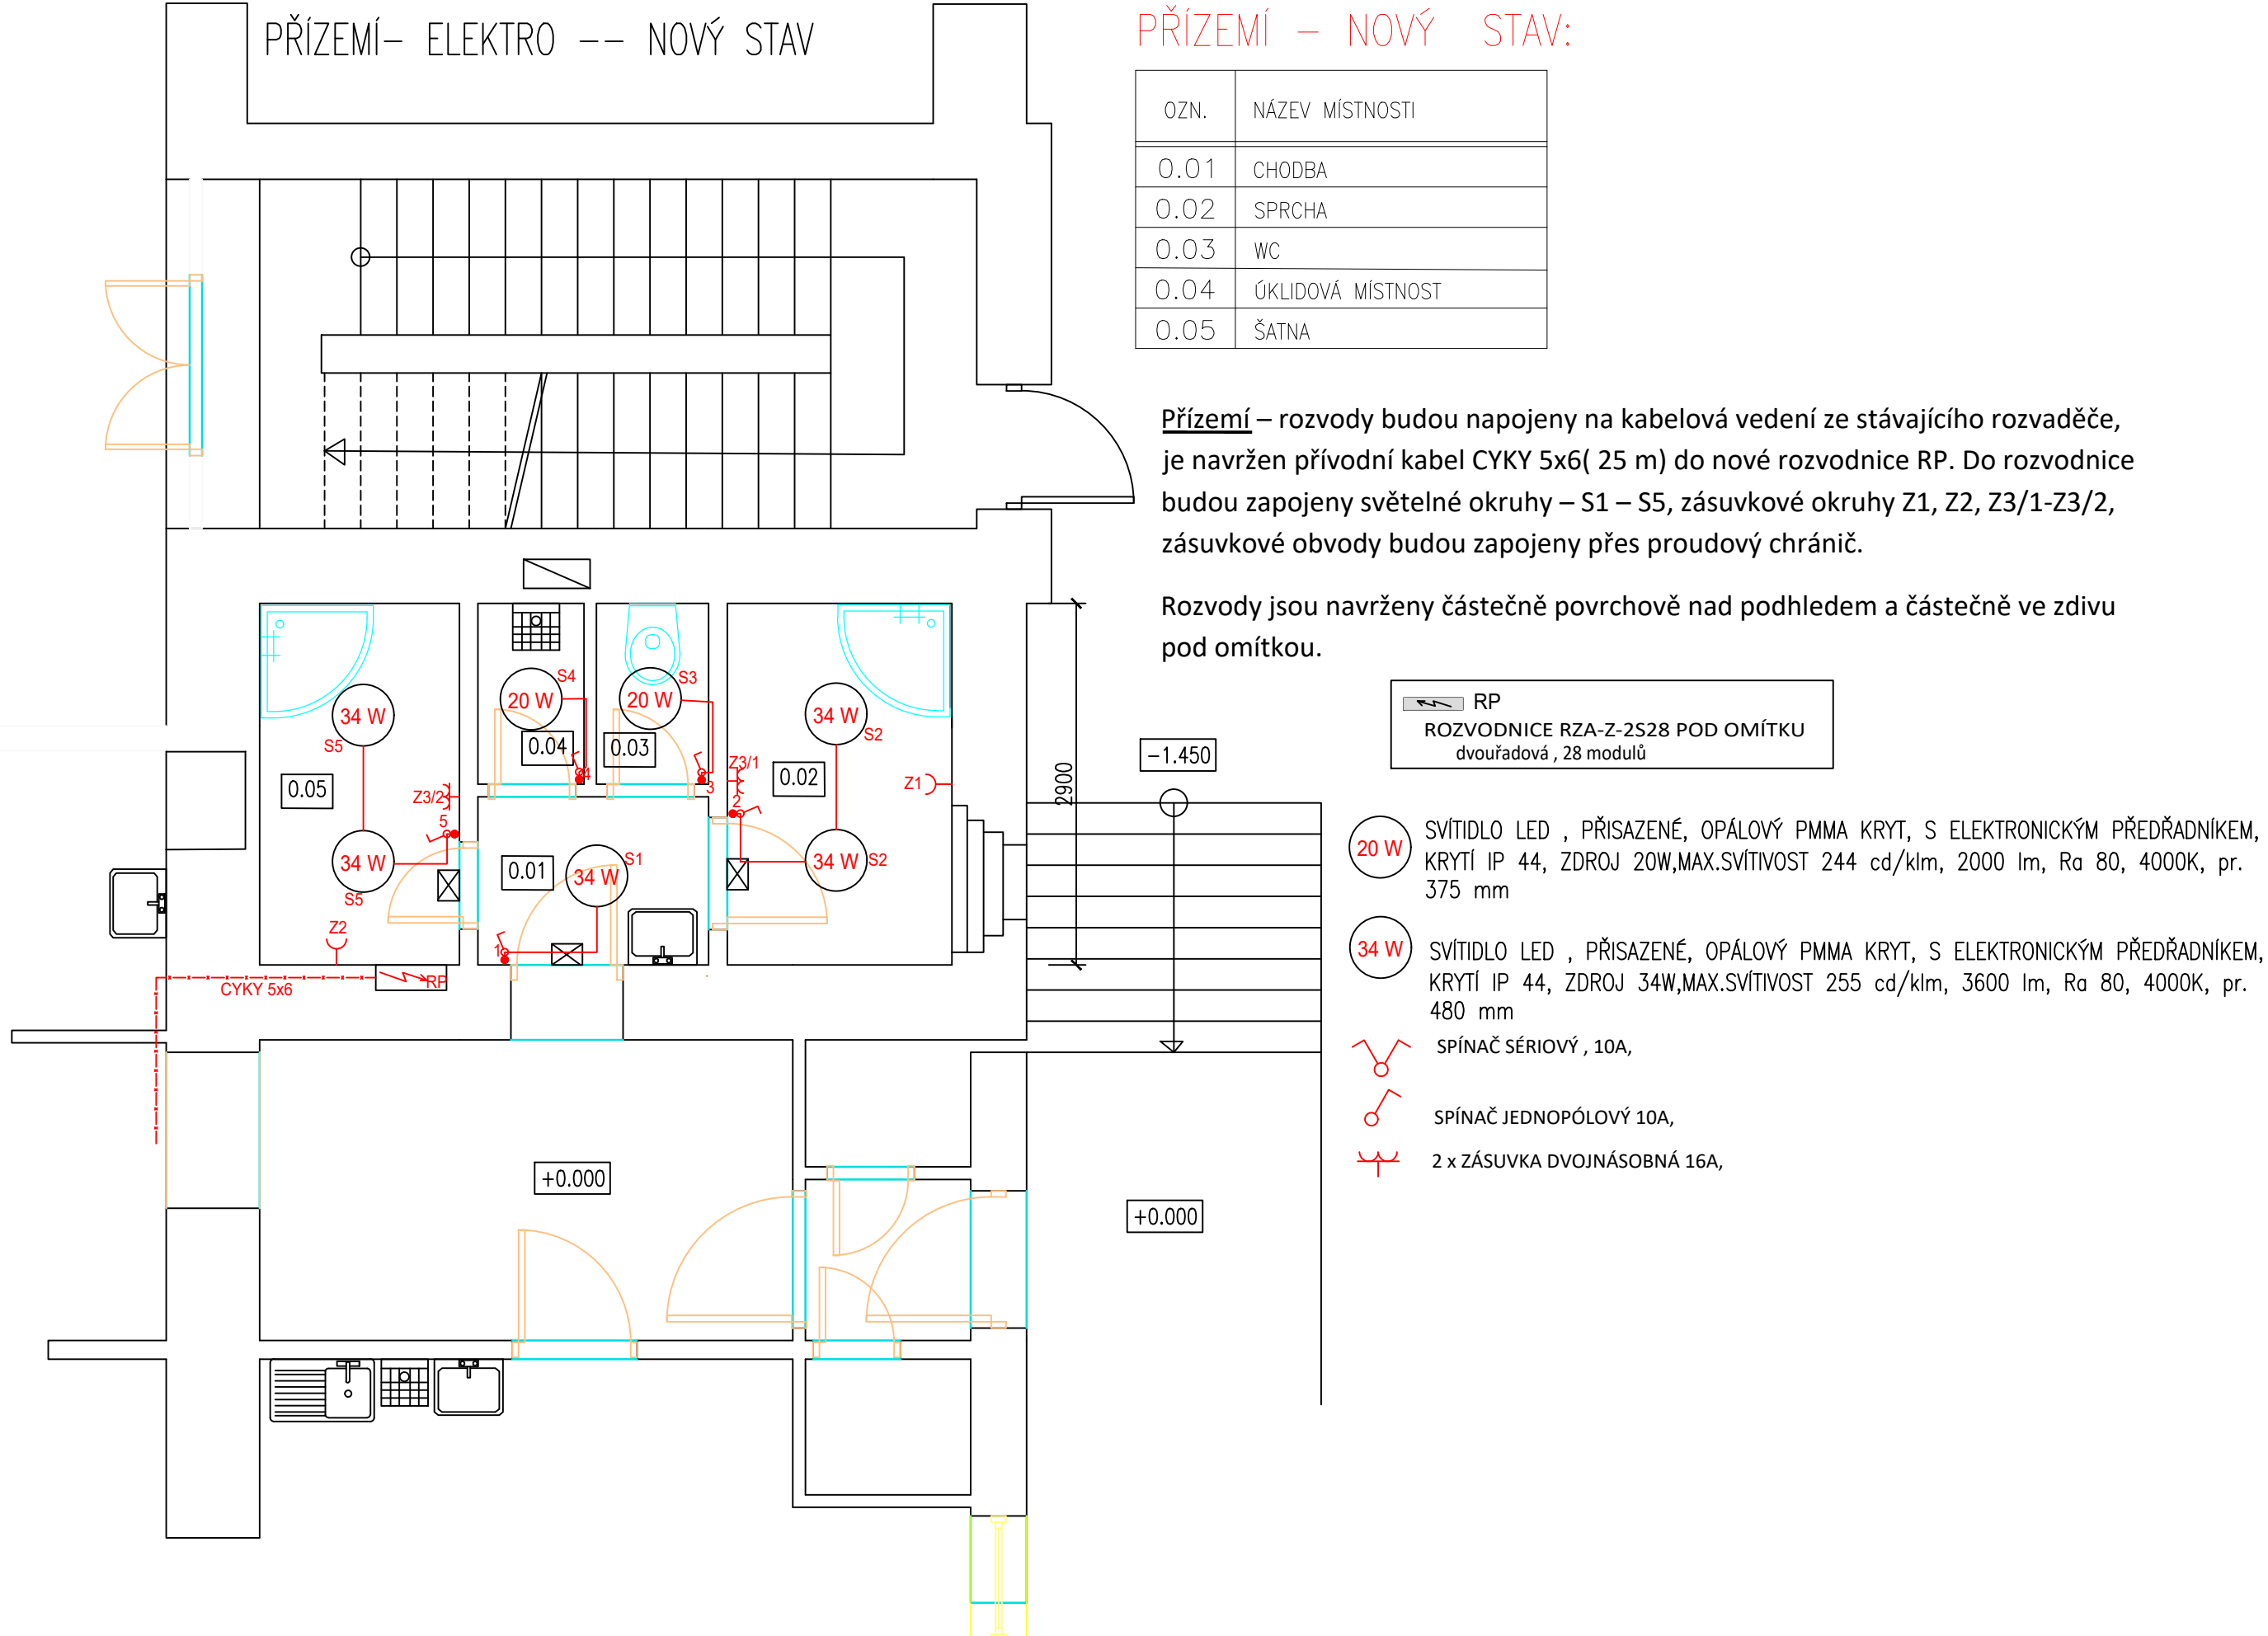 PŘÍZEMÍ– ELEKTRO –– NOVÝ STAV
PŘÍZEMÍ – NOVÝ STAV:
OZN. NÁZEV MÍSTNOSTI
0.01 CHODBA
0.02 SPRCHA
0.03 WC
0.04 ÚKLIDOVÁ MÍSTNOST
0.05 ŠATNA
Přízemí – rozvody budou napojeny na kabelová vedení ze stávajícího rozvaděče,
je navržen přívodní kabel CYKY 5x6( 25 m) do nové rozvodnice RP. Do rozvodnice
budou zapojeny světelné okruhy – S1 – S5, zásuvkové okruhy Z1, Z2, Z3/1-Z3/2,
zásuvkové obvody budou zapojeny přes proudový chránič.
Rozvody jsou navrženy částečně povrchově nad podhledem a částečně ve zdivu
pod omítkou.
RP
ROZVODNICE RZA-Z-2S28 POD OMÍTKU
dvouřadová , 28 modulů
20 W
SVÍTIDLO LED , PŘISAZENÉ, OPÁLOVÝ PMMA KRYT, S ELEKTRONICKÝM PŘEDŘADNÍKEM,
KRYTÍ IP 44, ZDROJ 20W,MAX.SVÍTIVOST 244 cd/klm, 2000 lm, Ra 80, 4000K, pr.
375 mm
34 W
SVÍTIDLO LED , PŘISAZENÉ, OPÁLOVÝ PMMA KRYT, S ELEKTRONICKÝM PŘEDŘADNÍKEM,
KRYTÍ IP 44, ZDROJ 34W,MAX.SVÍTIVOST 255 cd/klm, 3600 lm, Ra 80, 4000K, pr.
480 mm
SPÍNAČ SÉRIOVÝ , 10A,
SPÍNAČ JEDNOPÓLOVÝ 10A,
2 x ZÁSUVKA DVOJNÁSOBNÁ 16A,
34 W
S5
0.05
Z3/2
5
34 W
S5
Z2
RP
CYKY 5x6
20 W
S4
0.04
4
20 W
S3
0.03
3
Z3/1
2
0.02
34 W
S2
Z1
34 W
S2
0.01
34 W
S1
1
2900
–1.450
+0.000
+0.000